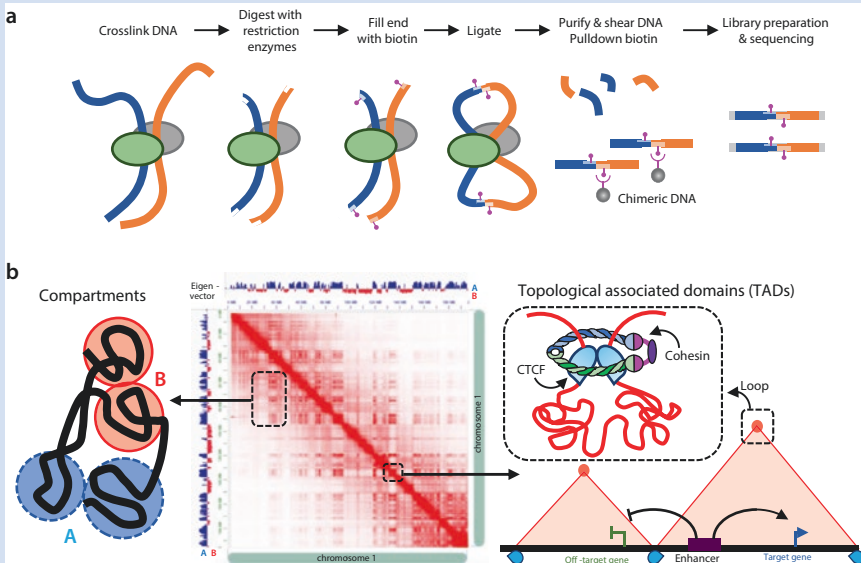 a
Crosslink DNA
Digest with
restriction
enzymes
Fill end
with biotin
Ligate
Purify & shear DNA
Pulldown biotin
Library preparation
& sequencing
Chimeric DNA
b
Compartments
B
A
Eigen -
vector
A
B
chromosome 1
A B
chromosome 1
Topological associated domains (TADs)
CTCF
Cohesin
Loop
Off -target gene
Enhancer
Target gene